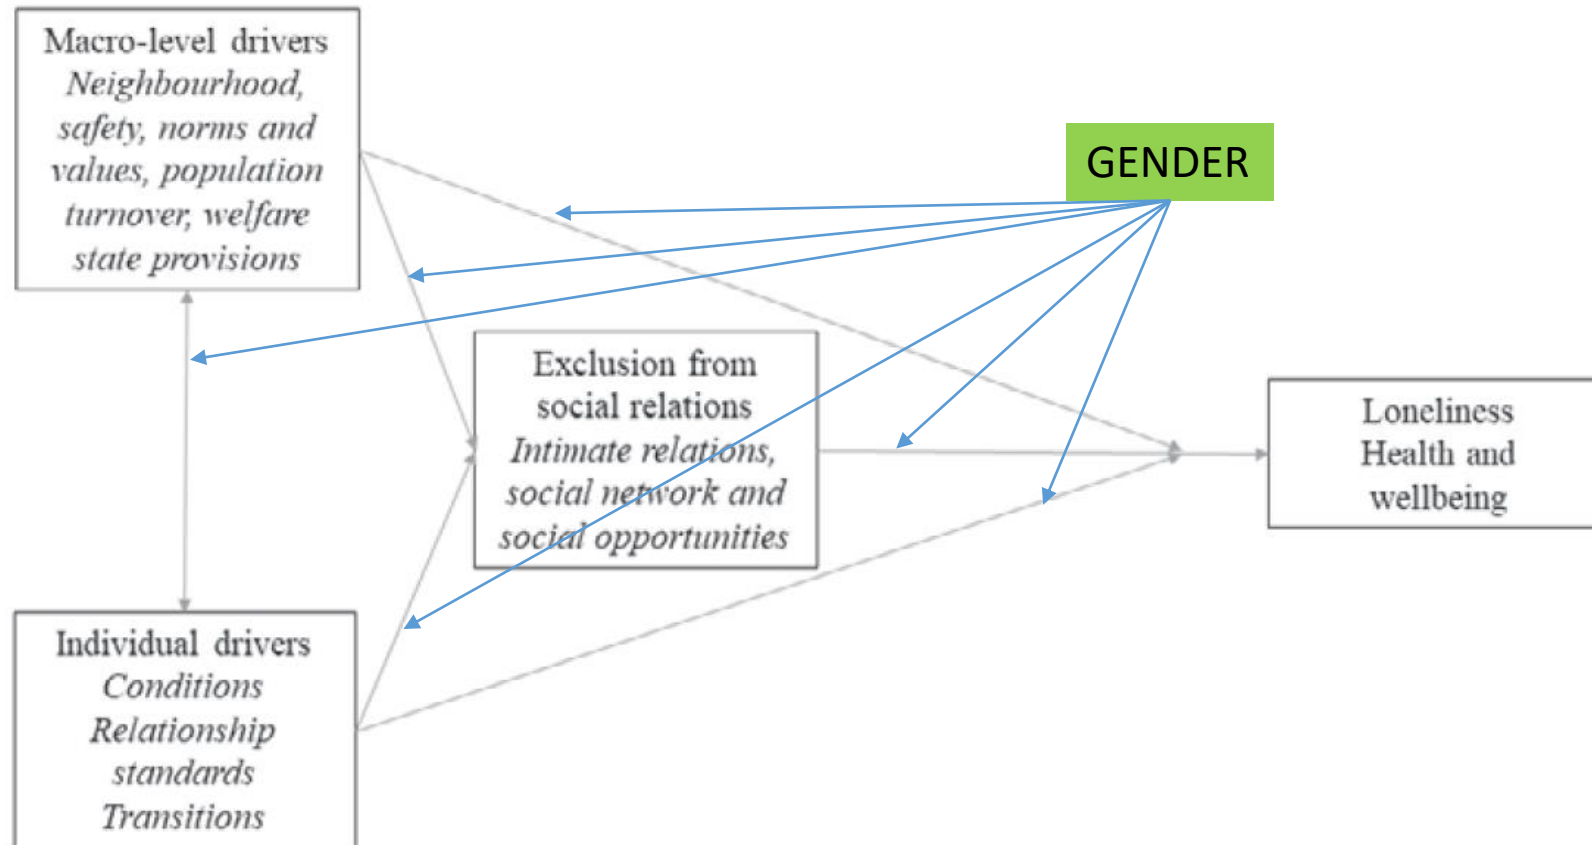 Macro-level drivers
Neighbourhood,
safety, norms and
values, population
turnover, welfare
state provisions
GENDER
Exclusion from
social relations
Intimate relations,
social network and
social opportunities
Loneliness
Health and
wellbeing
Individual drivers
Conditions
Relationship
standards
Transitions